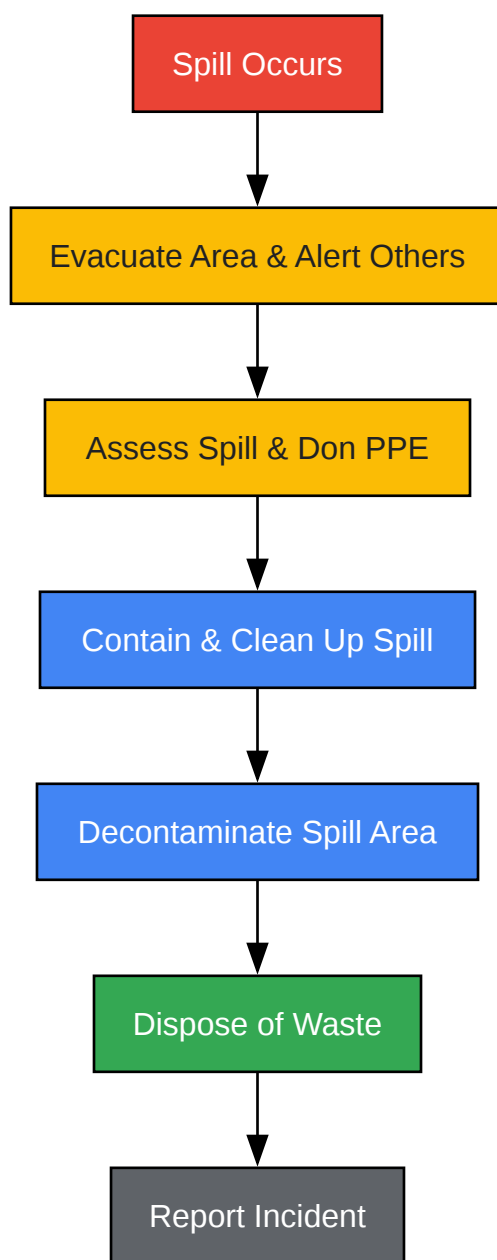 Spill Occurs
Evacuate Area & Alert Others
Assess Spill & Don PPE
Contain & Clean Up Spill
Decontaminate Spill Area
Dispose of Waste
Report Incident